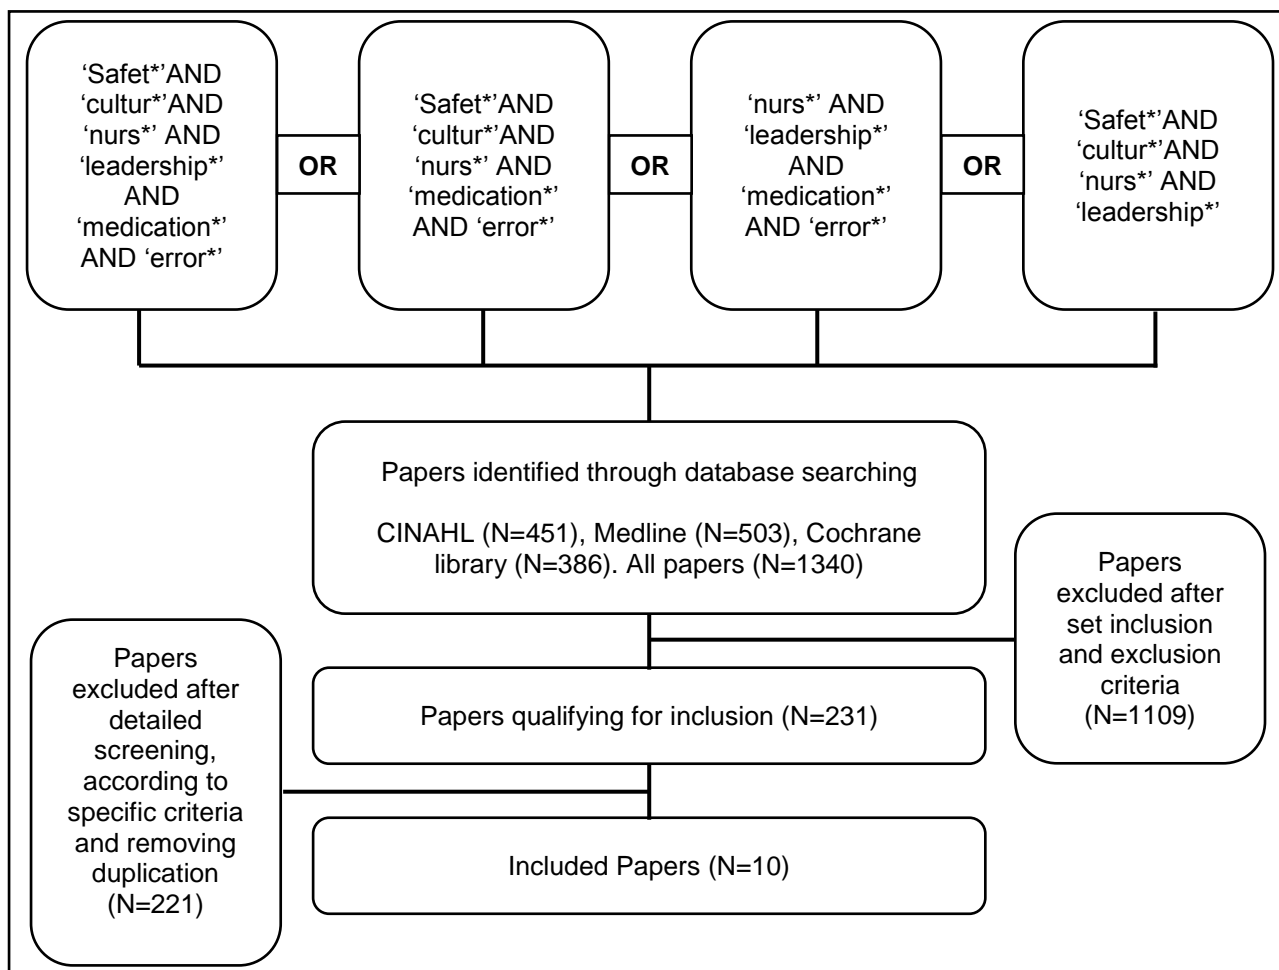 ‘Safet*’AND
‘cultur*’AND
‘nurs*’ AND
‘leadership*’
AND
‘medication*’
AND ‘error*’
OR
‘Safet*’AND
‘cultur*’AND
‘nurs*’ AND
‘medication*’
AND ‘error*’
OR
‘nurs*’ AND
‘leadership*’
AND
‘medication*’
AND ‘error*’
OR
‘Safet*’AND
‘cultur*’AND
‘nurs*’ AND
‘leadership*’
Papers identified through database searching
CINAHL (N=451), Medline (N=503), Cochrane
library (N=386). All papers (N=1340)
Papers
excluded after
set inclusion
and exclusion
criteria
(N=1109)
Papers qualifying for inclusion (N=231)
Papers
excluded after
detailed
screening,
according to
specific criteria
and removing
duplication
(N=221)
Included Papers (N=10)